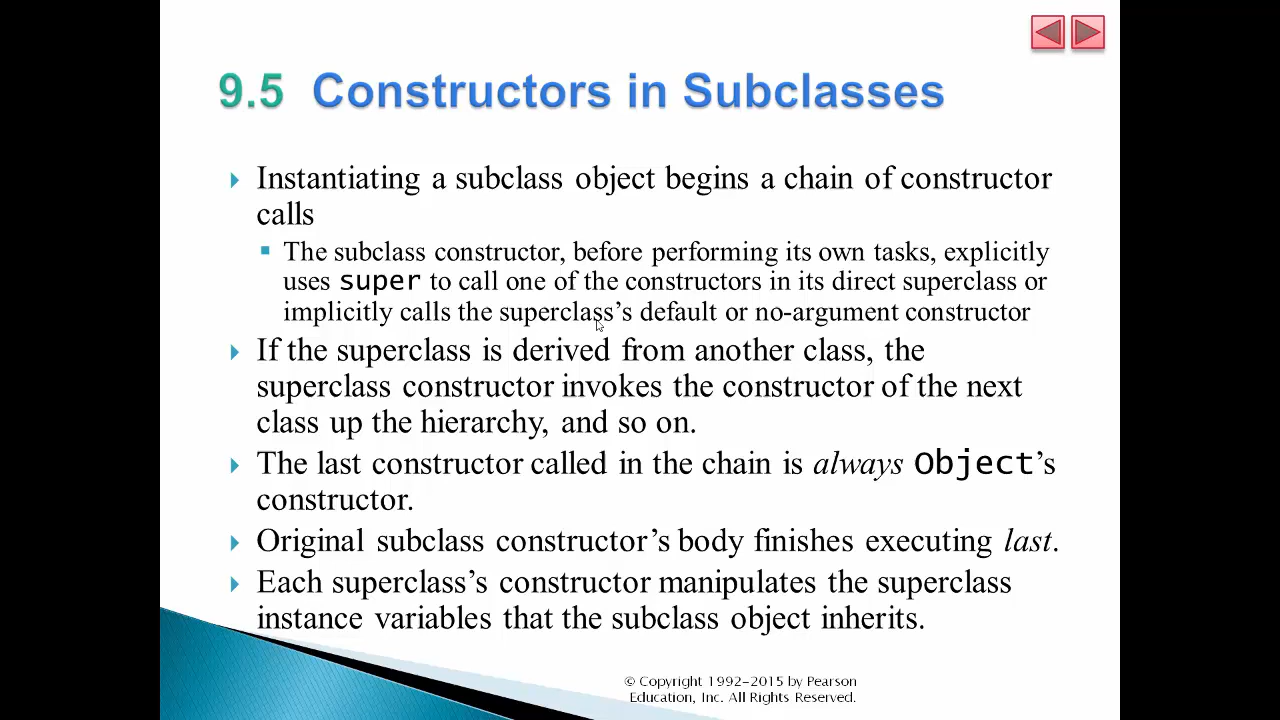 9.5 Constructors in Subclasses
Instantiating a subclass object begins a chain of constructor
calls
The subclass constructor, before performing its own tasks, explicitly
uses super to call one of the constructors in its direct superclass or
implicitly calls the superclass’s default or no-argument constructor
If the superclass is derived from another class, the
superclass constructor invokes the constructor of the next
class up the hierarchy, and so on.
The last constructor called in the chain is always Object’s
constructor.
Original subclass constructor’s body finishes executing last.
Each superclass’s constructor manipulates the superclass
instance variables that the subclass object inherits.
© Copyright 1992–2015 by Pearson
Education, Inc. All Rights Reserved.